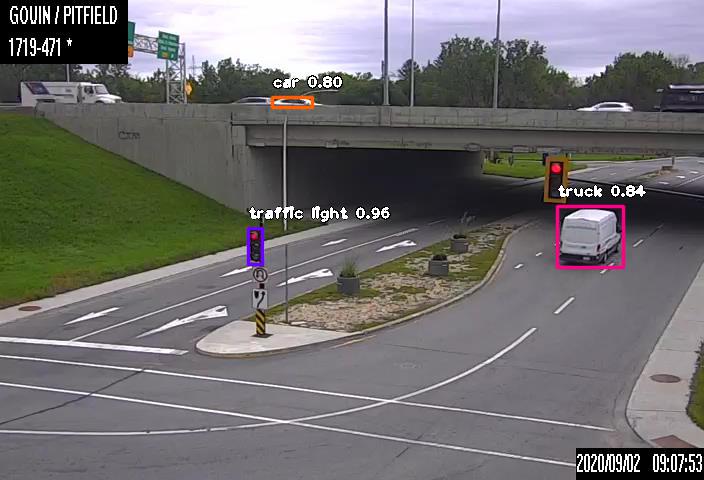 GOUIN / PITFIELD
1719-471 *
car 0.80
truck 0.84
traffic light 0.96
2020/09/02 09:07:53